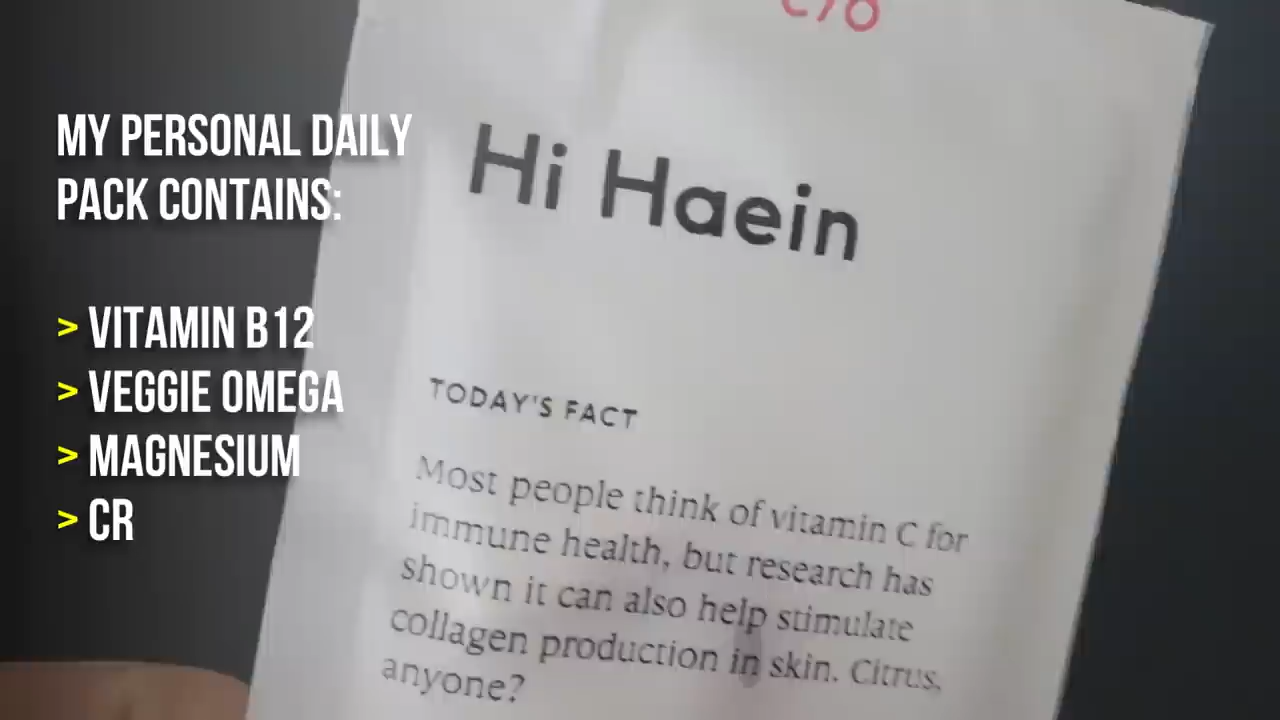 MY PERSONAL DAILY
PACK CONTAINS:
> VITAMIN B12
> VEGGIE OMEGA
> MAGNESIUM
> CR
Hi Haein
TODAY'S FACT
Most people think of vitamin C for
immune health, but research has
shown it can also help stimulate
collagen production in skin. Citrus,
anyone?